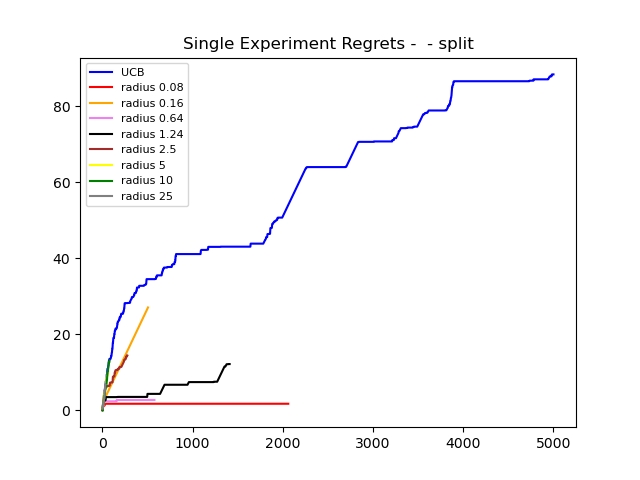 Single Experiment Regrets -  - split
UCB
radius 0.08
radius 0.16
radius 0.64
radius 1.24
radius 2.5
radius 5
radius 10
radius 25
80
60
40
20
0
0 1000 2000 3000 4000 5000